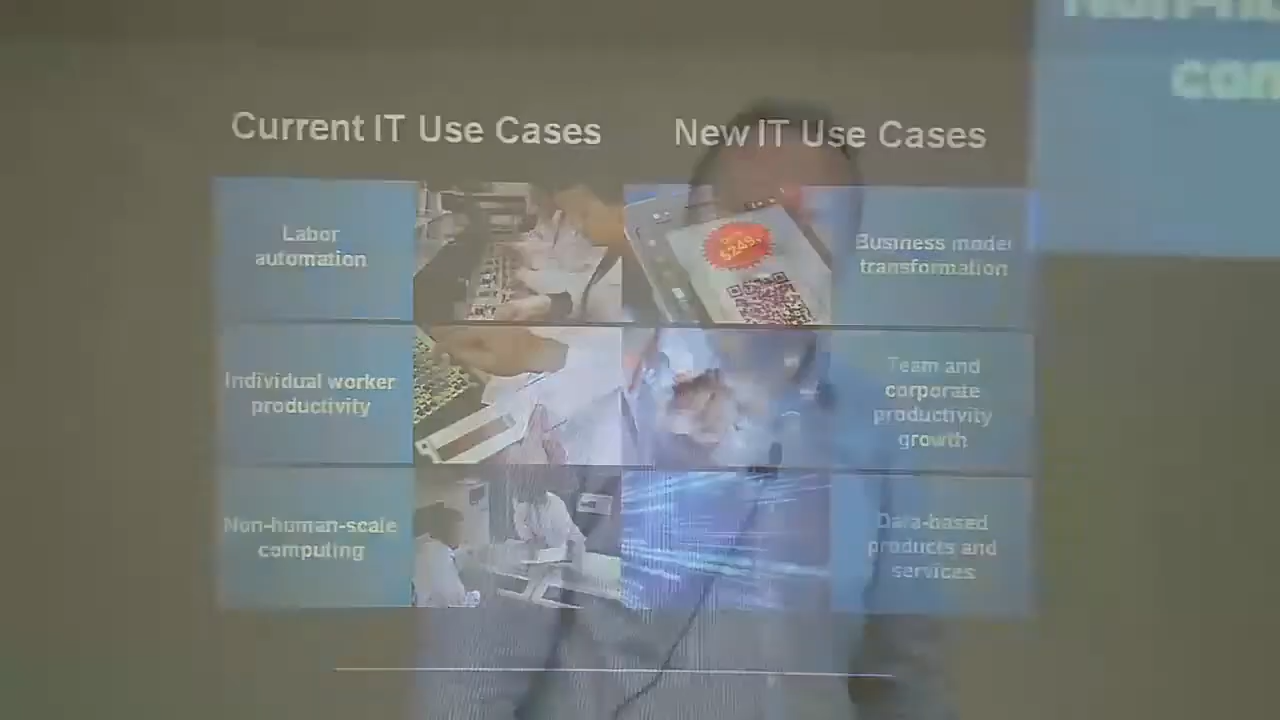 Current IT Use Cases
New IT Use Cases
Labor
automation
$249
Business model
transformation
Individual worker
productivity
Team and
corporate
productivity
growth
Non-human-scale
computing
Data-based
products and
services